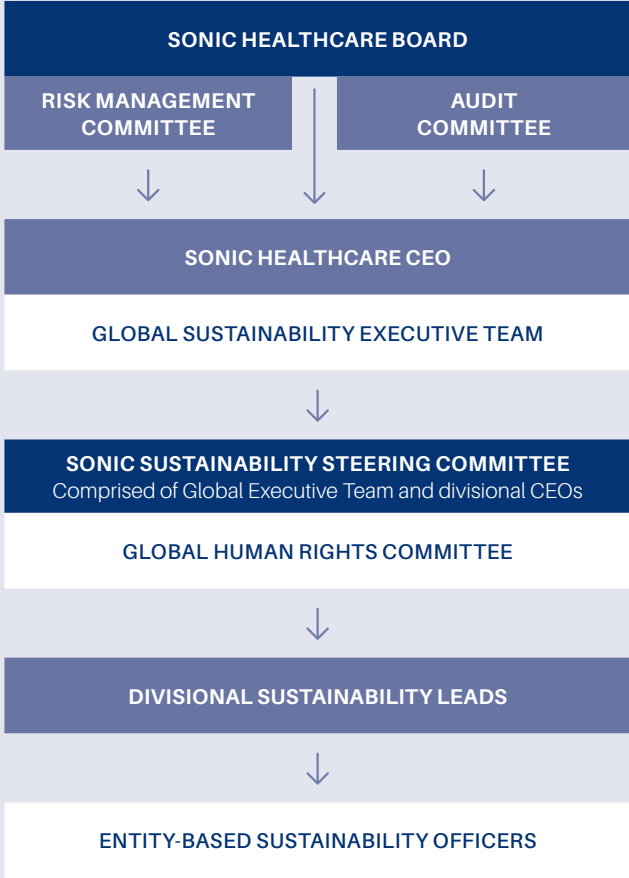 SONIC HEALTHCARE BOARD
RISK MANAGEMENT
COMMITTEE
AUDIT
COMMITTEE
SONIC HEALTHCARE CEO
GLOBAL SUSTAINABILITY EXECUTIVE TEAM
SONIC SUSTAINABILITY STEERING COMMITTEE
Comprised of Global Executive Team and divisional CEOs
GLOBAL HUMAN RIGHTS COMMITTEE
DIVISIONAL SUSTAINABILITY LEADS
ENTITY-BASED SUSTAINABILITY OFFICERS